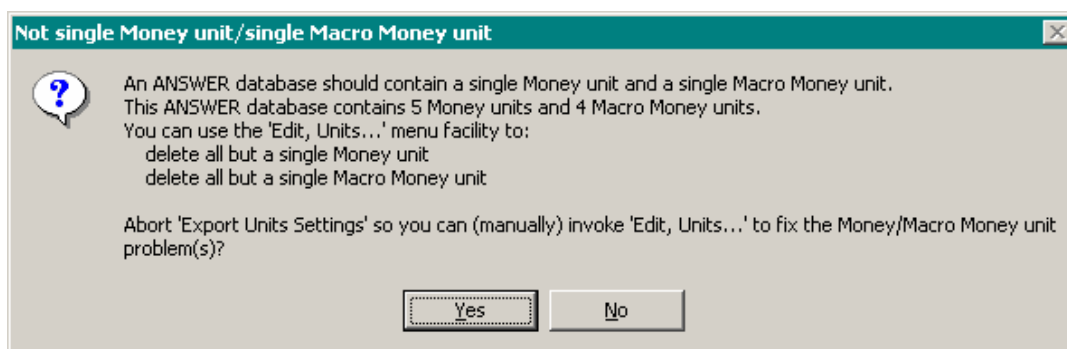 Not single Money unit/single Macro Money unit
An ANSWER database should contain a single Money unit and a single Macro Money unit.
This ANSWER database contains 5 Money units and 4 Macro Money units.
You can use the 'Edit, Units...' menu facility to:
delete all but a single Money unit
delete all but a single Macro Money unit
Abort 'Export Units Settings' so you can (manually) invoke 'Edit, Units...' to fix the Money/Macro Money unit
problem(s)?
Yes No